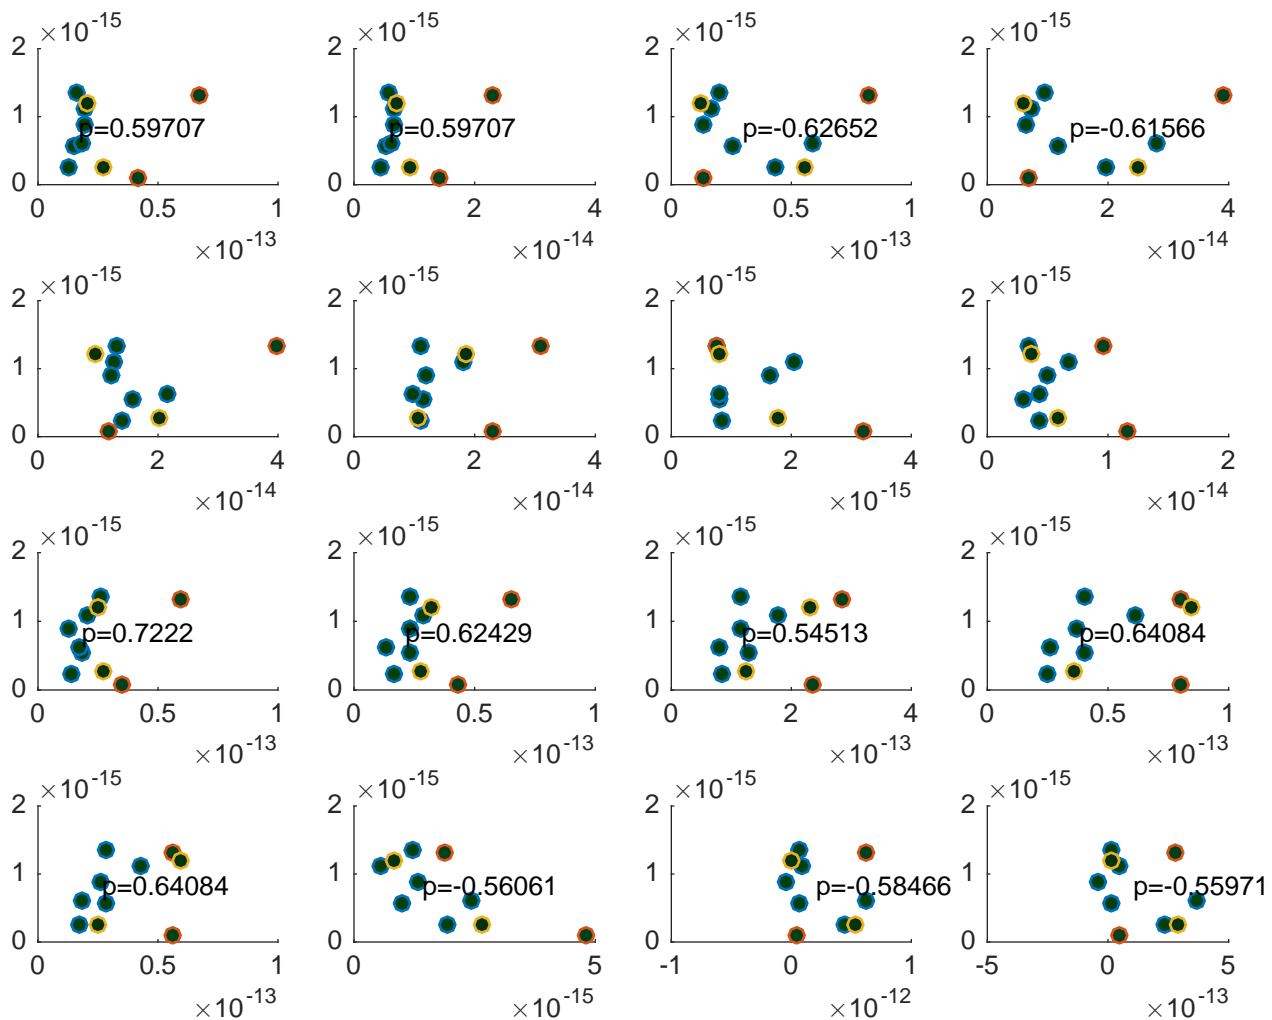 ×10-15 ×10-15 ×10-15 ×10-15
2 2 2 2
1 1 1 1
p=0.59707 p=0.59707 p=-0.62652 p=-0.61566
0 0 0 0
0 0.5 1 0 2 4 0 0.5 1 0 2 4
×10-13 ×10-14 ×10-13 ×10-14
×10-15 ×10-15 ×10-15 ×10-15
2 2 2 2
1 1 1 1
0 0 0 0
0 2 4 0 2 4 0 2 4 0 1 2
×10-14 ×10-14 ×10-15 ×10-14
×10-15 ×10-15 ×10-15 ×10-15
2 2 2 2
1 1 1 1
p=0.7222 p=0.62429 p=0.54513 p=0.64084
0 0 0 0
0 0.5 1 0 0.5 1 0 2 4 0 0.5 1
×10-13 ×10-13 ×10-13 ×10-13
×10-15 ×10-15 ×10-15 ×10-15
2 2 2 2
1 1 1 1
p=0.64084 p=-0.56061 p=-0.58466 p=-0.55971
0 0 0 0
0 0.5 1 0 5 -1 0 1 -5 0 5
×10-13 ×10-15 ×10-12 ×10-13